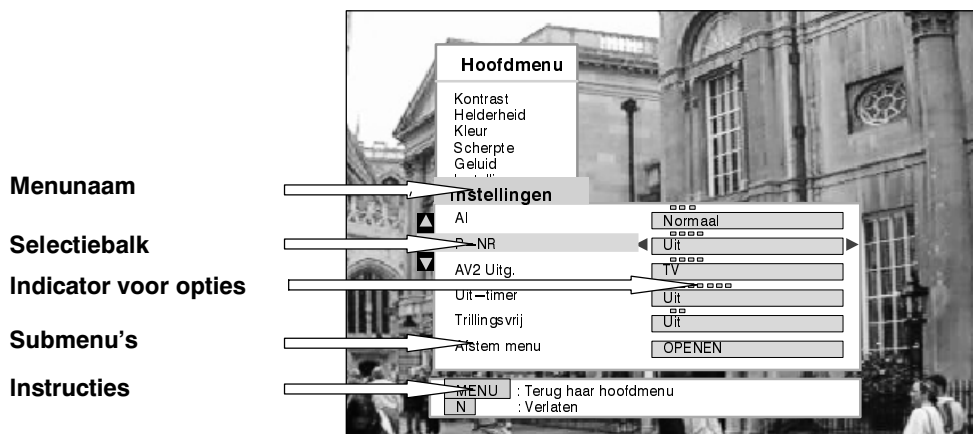 Hoofdmenu
Kontrast
Helderheid
Kleur
Scherpte
Geluid
Menunaam
Instellingen
AI
Normaal
Selectiebalk
P-NR
Uit
AV2 Uitg.
TV
Indicator voor opties
Uit-timer
Uit
Trillingsvrij
Uit
Submenu's
Afstem menu
OPENEN
Instructies
MENU : Terug haar hoofdmenu
N : Verlaten